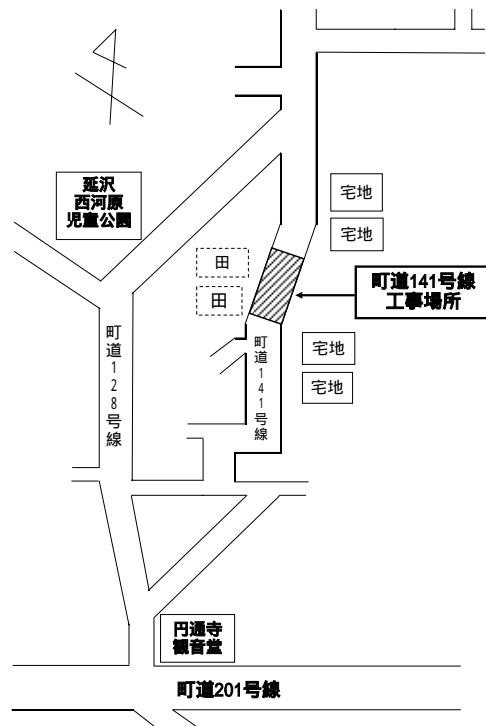 延沢
西河原
児童公園
宅地
宅地
田
田
町道141号線
工事場所
町道128号線
町道141号線
宅地
宅地
円通寺
観音堂
町道201号線